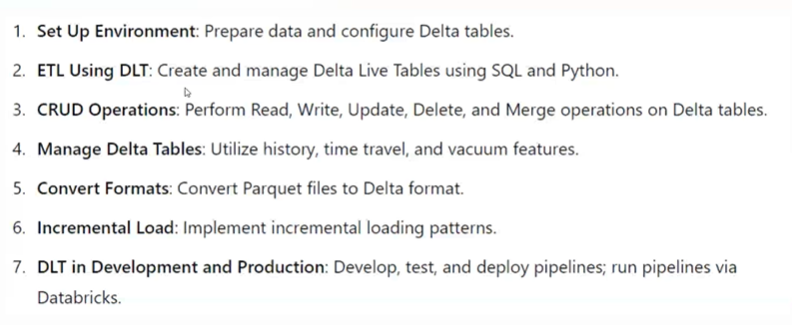 1. Set Up Environment: Prepare data and configure Delta tables.
2. ETL Using DLT: Create and manage Delta Live Tables using SQL and Python.
3. CRUD Operations: Perform Read, Write, Update, Delete, and Merge operations on Delta tables.
4. Manage Delta Tables: Utilize history, time travel, and vacuum features.
5. Convert Formats: Convert Parquet files to Delta format.
6. Incremental Load: Implement incremental loading patterns.
7. DLT in Development and Production: Develop, test, and deploy pipelines; run pipelines via
Databricks.